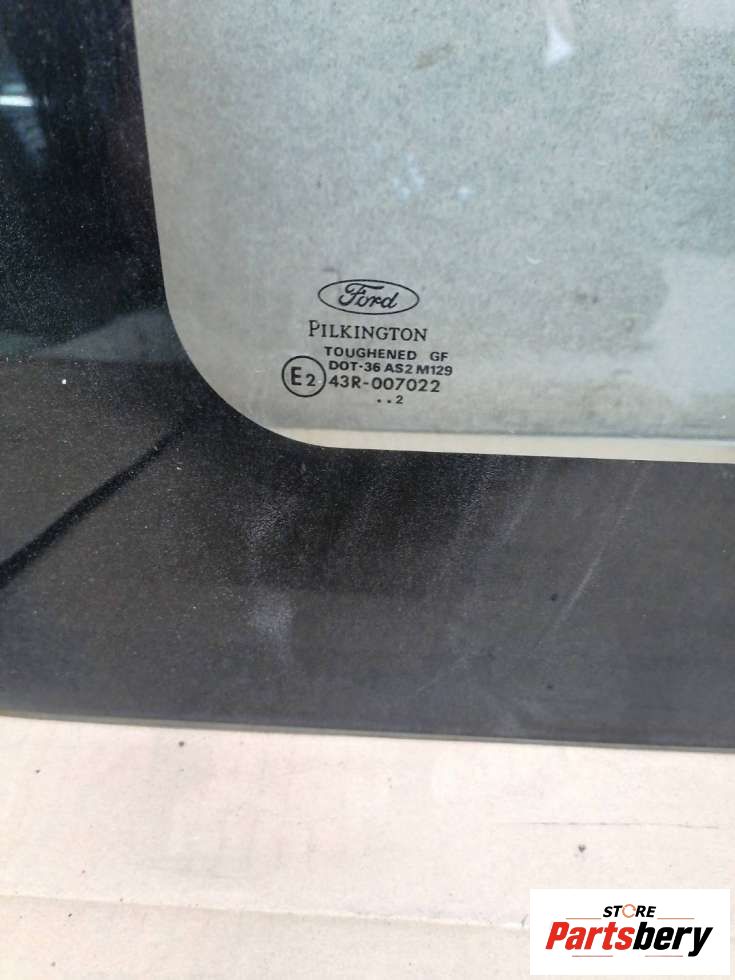 Ford
PILKINGTON
TOUGHENED GF
DOT-36 AS2 M129
E2 43R-007022
..2
STORE
Partsbery